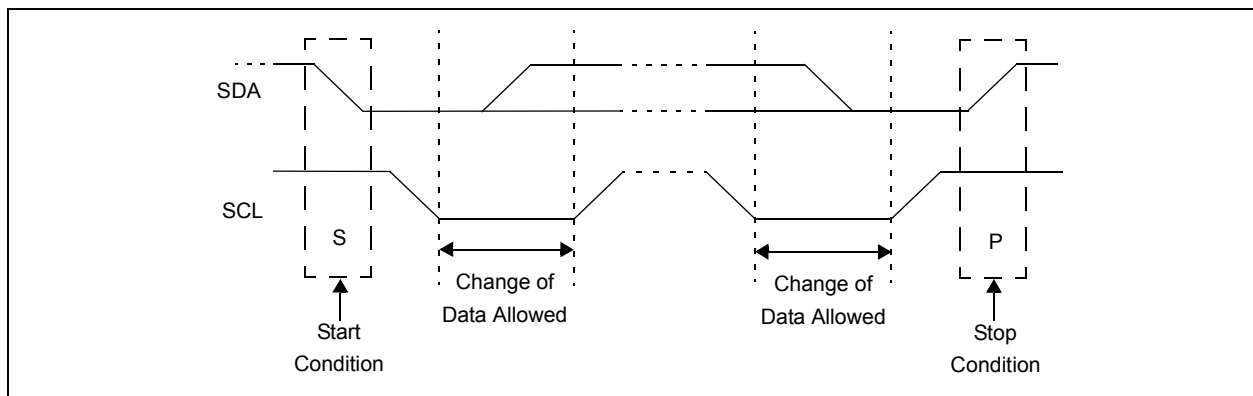 SDA
SCL
S
P
Change of
Data Allowed
Change of
Data Allowed
Start
Condition
Stop
Condition